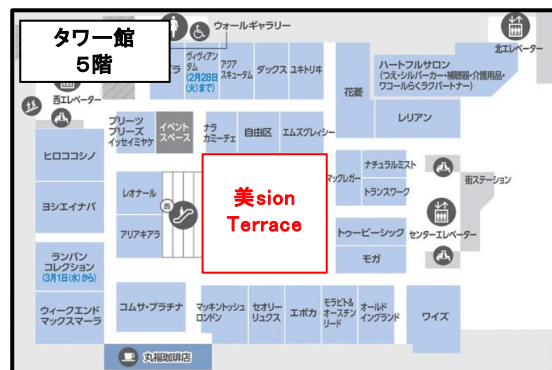 タワー館
5階
ウォールギャラリー
北エレベーター
西エレベーター
ヴィヴィアン
タム
(2月28日
(火)まで)
アクア
スキュータム
ダックス
ユキトリヰ
花菱
ハートフルサロン
(つえ・シルバーカー・補聴器・介護用品・
ワコールらくラクパートナー)
レリアン
プリーツ
プリーズ
イッセイミヤケ
イベント
スペース
ナラ
カミーチェ
自由区
エムズグレイシー
ヒロココシノ
ヨシエイナバ
ランバン
コレクション
(3月1日(水)から)
ウィークエンド
マックスマーラ
レオナール
アリアキアラ
西
美sion
Terrace
マックレガー
ナチュラルミスト
トランスワーク
街ステーション
トゥービーシック
モガ
センターエレベーター
コムサ・プラチナ
マッキントッシュ
ロンドン
セオリー
リュクス
エポカ
モラビト&
オースチン
リード
オールド
イングランド
ワイズ
丸福珈琲店